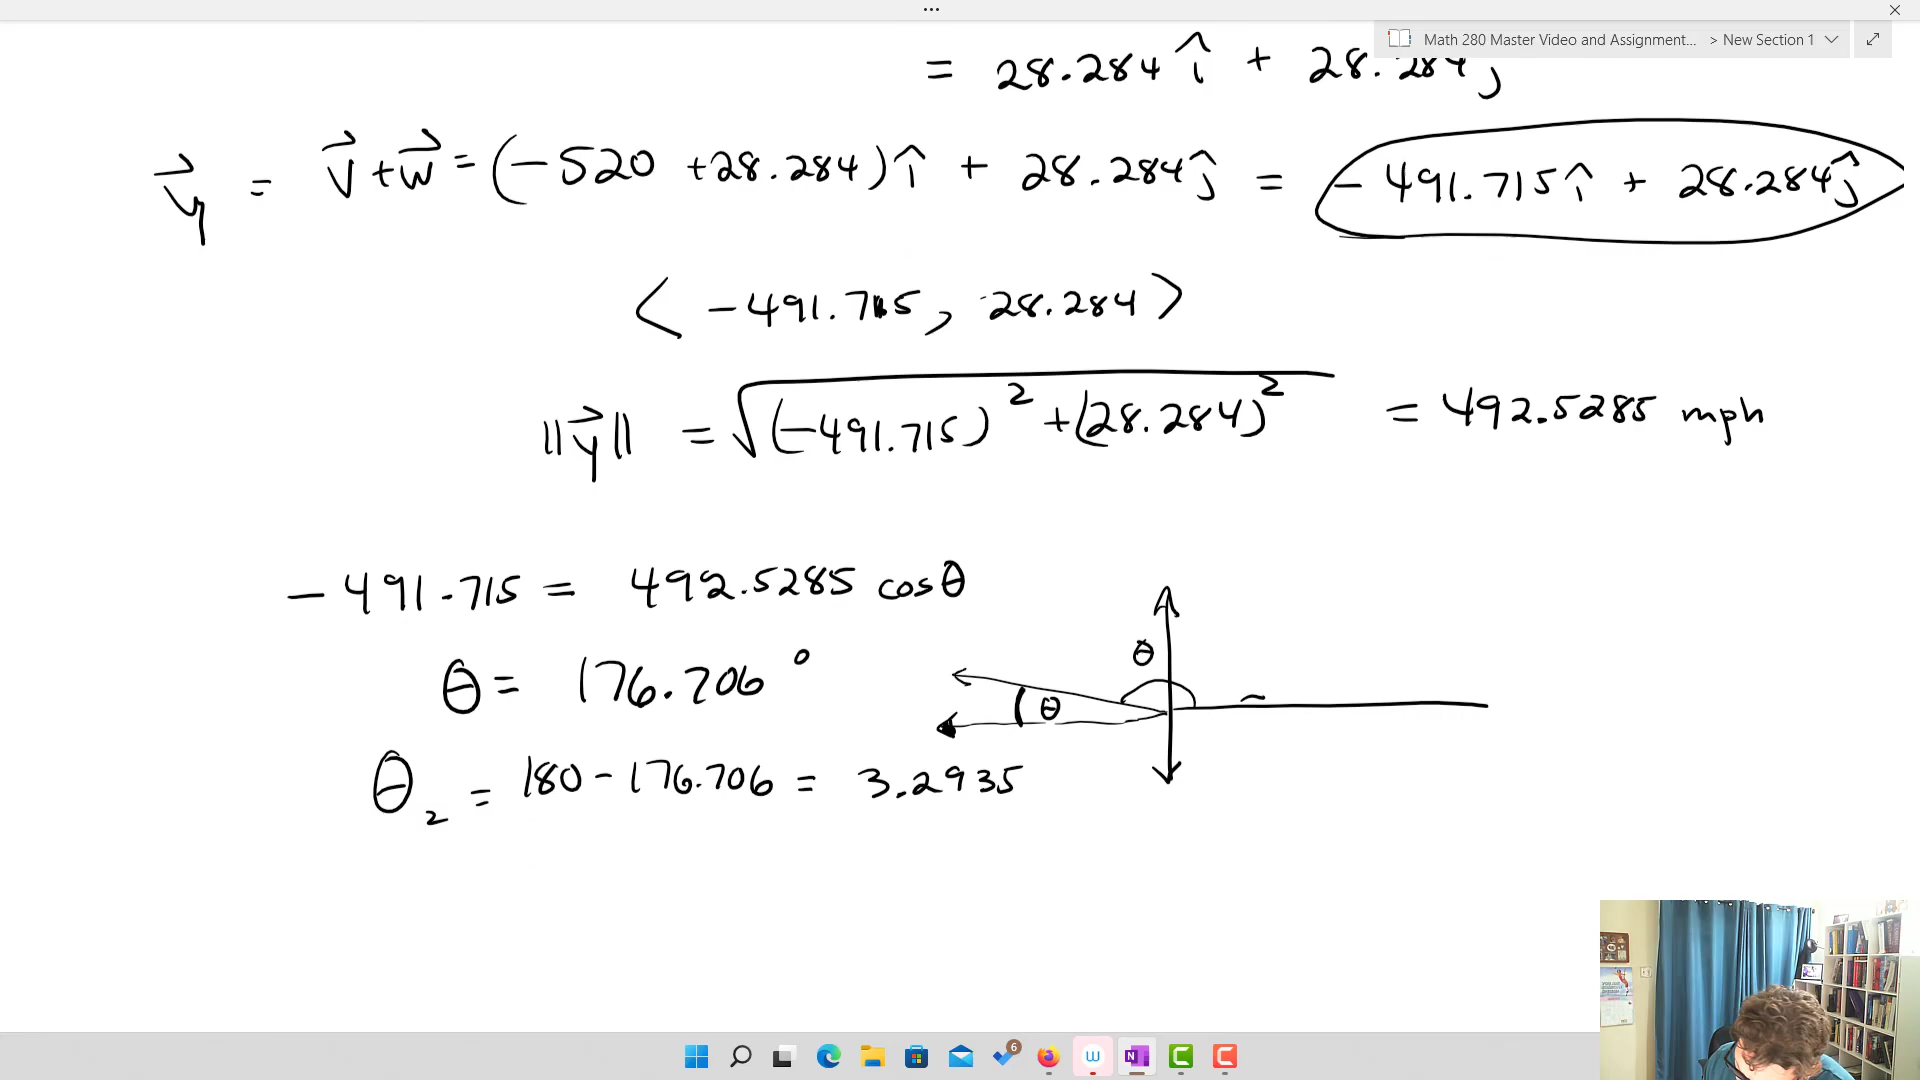 Math 280 Master Video and Assignment... > New Section 1
= 28.284 î + 28.284 ĵ
y⃗ = v⃗ + w⃗ = (-520 + 28.284) î + 28.284 ĵ = -491.715 î + 28.284 ĵ
< -491.715, 28.284 >
||y⃗|| = √((-491.715)² + (28.284)²) = 492.5285 mph
-491.715 = 492.5285 cos θ
θ
θ = 176.706°
θ
θ₂ = 180 - 176.706 = 3.2935
6
W
N
C
C